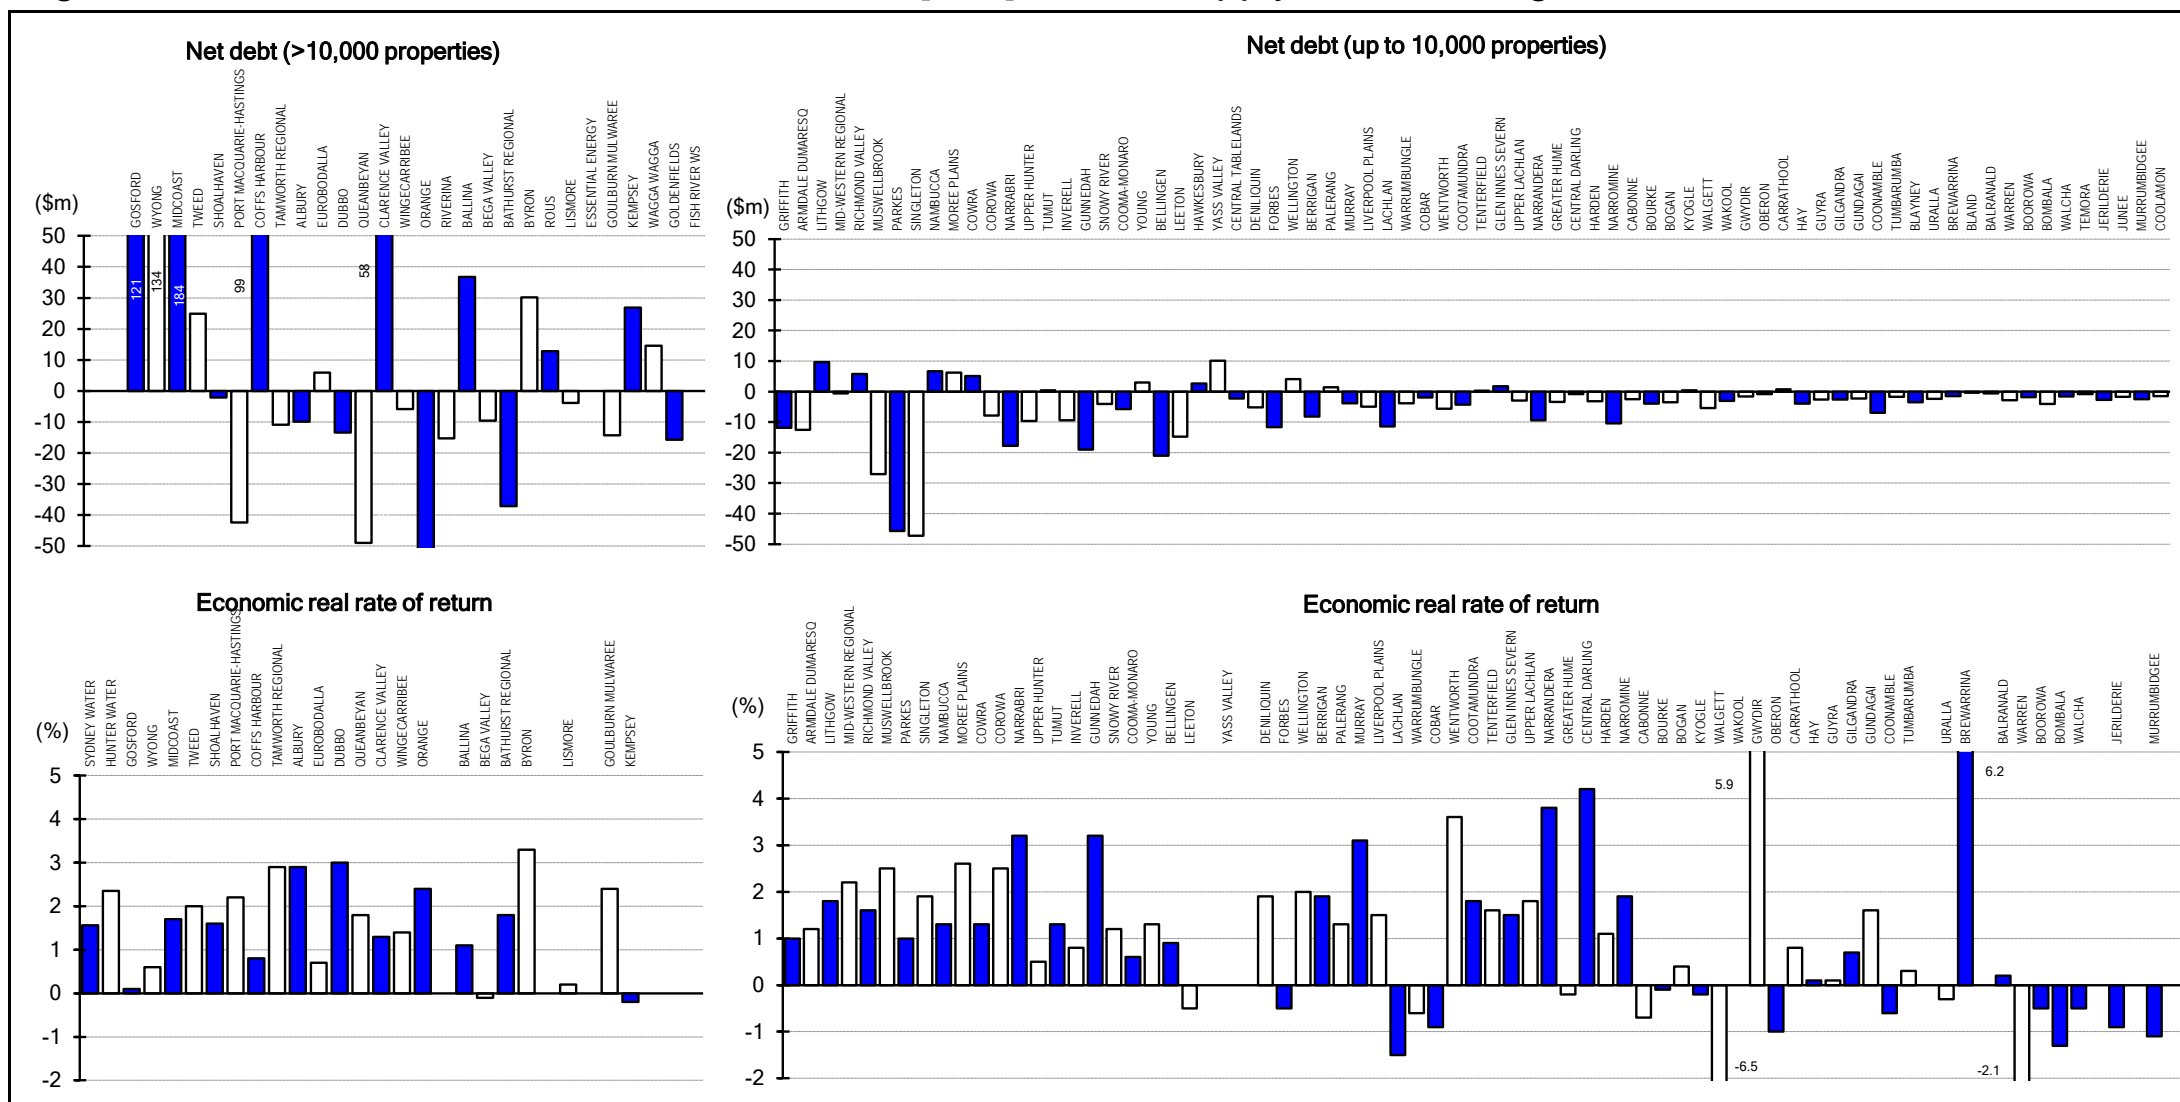 Net debt (>10,000 properties)
($m)
GOSFORD
WYONG
MIDCOAST
TWEED
SHOALHAVEN
PORT MACQUARIE-HASTINGS
COFFS HARBOUR
TAMWORTH REGIONAL
ALBURY
EUROBODALLA
DUBBO
QUEANBEYAN
CLARENCE VALLEY
WINGECARRIBEE
ORANGE
RIVERINA
BALLINA
BEGA VALLEY
BATHURST REGIONAL
BYRON
ROUS
LISMORE
ESSENTIAL ENERGY
GOULBURN MULWAREE
KEMPSEY
WAGGA WAGGA
GOLDENFIELDS
FISH RIVER WS
50
40
30
20
10
0
-10
-20
-30
-40
-50
121
134
184
99
58
Net debt (up to 10,000 properties)
($m)
GRIFFITH
ARMIDALE DUMARESQ
LITHGOW
MID-WESTERN REGIONAL
RICHMOND VALLEY
MUSWELLBROOK
PARKES
SINGLETON
NAMBUCCA
MOREE PLAINS
COWRA
COROWA
NARRABRI
UPPER HUNTER
TUMUT
INVERELL
GUNNEDAH
SNOWY RIVER
COOMA-MONARO
YOUNG
BELLINGEN
LEETON
HAWKESBURY
YASS VALLEY
CENTRAL TABLELANDS
DENILIQUIN
FORBES
WELLINGTON
BERRIGAN
PALERANG
MURRAY
LIVERPOOL PLAINS
LACHLAN
WARRUMBUNGLE
COBAR
WENTWORTH
COOTAMUNDRA
TENTERFIELD
GLEN INNES SEVERN
UPPER LACHLAN
NARRANDERA
GREATER HUME
CENTRAL DARLING
HARDEN
NARROMINE
CABONNE
BOURKE
BOGAN
KYOGLE
WALGETT
WAKOOL
GWYDIR
OBERON
CARRATHOOL
HAY
GUYRA
GILGANDRA
GUNDAGAI
COONAMBLE
TUMBARUMBA
BLAYNEY
URALLA
BREWARRINA
BLAND
BALRANALD
WARREN
BOOROWA
BOMBALA
WALCHA
TEMORA
JERILDERIE
JUNEE
MURRUMBIDGEE
COOLAMON
50
40
30
20
10
0
-10
-20
-30
-40
-50
Economic real rate of return
(%)
SYDNEY WATER
HUNTER WATER
GOSFORD
WYONG
MIDCOAST
TWEED
SHOALHAVEN
PORT MACQUARIE-HASTINGS
COFFS HARBOUR
TAMWORTH REGIONAL
ALBURY
EUROBODALLA
DUBBO
QUEANBEYAN
CLARENCE VALLEY
WINGECARRIBEE
ORANGE
BALLINA
BEGA VALLEY
BATHURST REGIONAL
BYRON
LISMORE
GOULBURN MULWAREE
KEMPSEY
5
4
3
2
1
0
-1
-2
Economic real rate of return
(%)
GRIFFITH
ARMIDALE DUMARESQ
LITHGOW
MID-WESTERN REGIONAL
RICHMOND VALLEY
MUSWELLBROOK
PARKES
SINGLETON
NAMBUCCA
MOREE PLAINS
COWRA
COROWA
NARRABRI
UPPER HUNTER
TUMUT
INVERELL
GUNNEDAH
SNOWY RIVER
COOMA-MONARO
YOUNG
BELLINGEN
LEETON
YASS VALLEY
DENILIQUIN
FORBES
WELLINGTON
BERRIGAN
PALERANG
MURRAY
LIVERPOOL PLAINS
LACHLAN
WARRUMBUNGLE
COBAR
WENTWORTH
COOTAMUNDRA
TENTERFIELD
GLEN INNES SEVERN
UPPER LACHLAN
NARRANDERA
GREATER HUME
CENTRAL DARLING
HARDEN
NARROMINE
CABONNE
BOURKE
BOGAN
KYOGLE
WALGETT
WAKOOL
GWYDIR
OBERON
CARRATHOOL
HAY
GUYRA
GILGANDRA
GUNDAGAI
COONAMBLE
TUMBARUMBA
URALLA
BREWARRINA
BALRANALD
WARREN
BOOROWA
BOMBALA
WALCHA
JERILDERIE
MURRUMBIDGEE
5
4
3
2
1
0
-1
-2
5.9
6.2
-6.5
-2.1